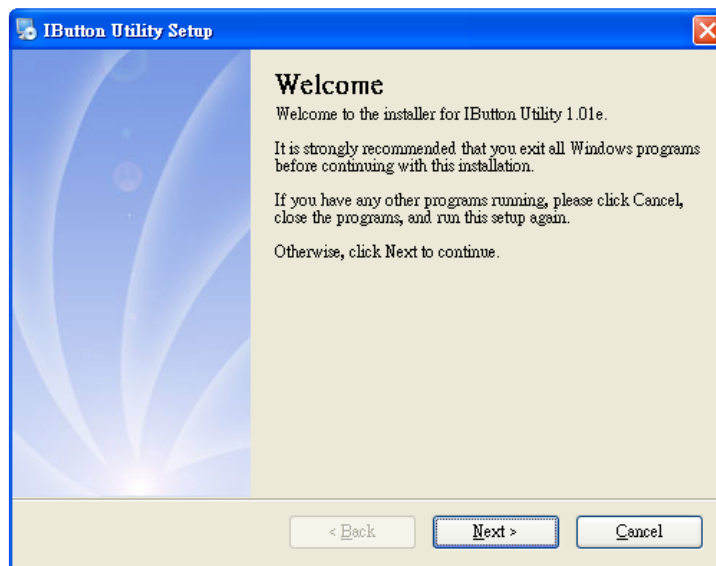 IButton Utility Setup
Welcome
Welcome to the installer for IButton Utility 1.01e.
It is strongly recommended that you exit all Windows programs
before continuing with this installation.
If you have any other programs running, please click Cancel,
close the programs, and run this setup again.
Otherwise, click Next to continue.
< Back
Next >
Cancel